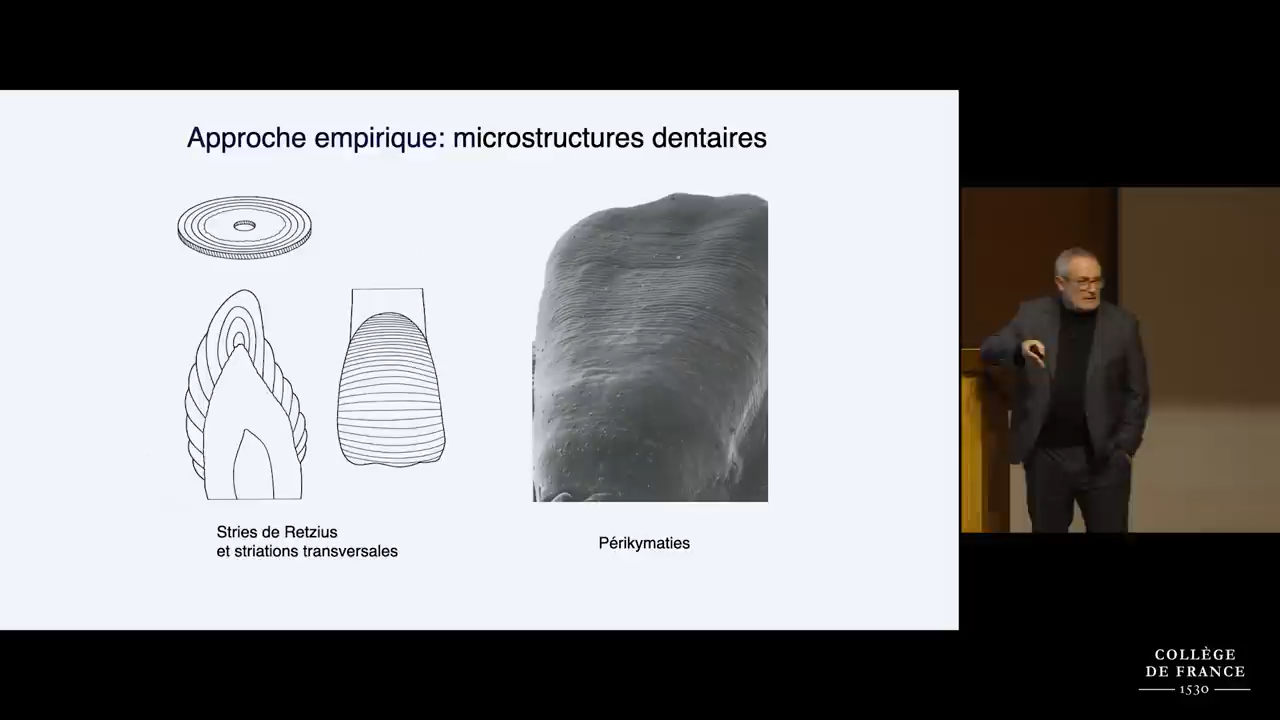 Approche empirique: microstructures dentaires
Stries de Retzius
et striations transversales
Périkymaties
COLLÈGE
DE FRANCE
1530